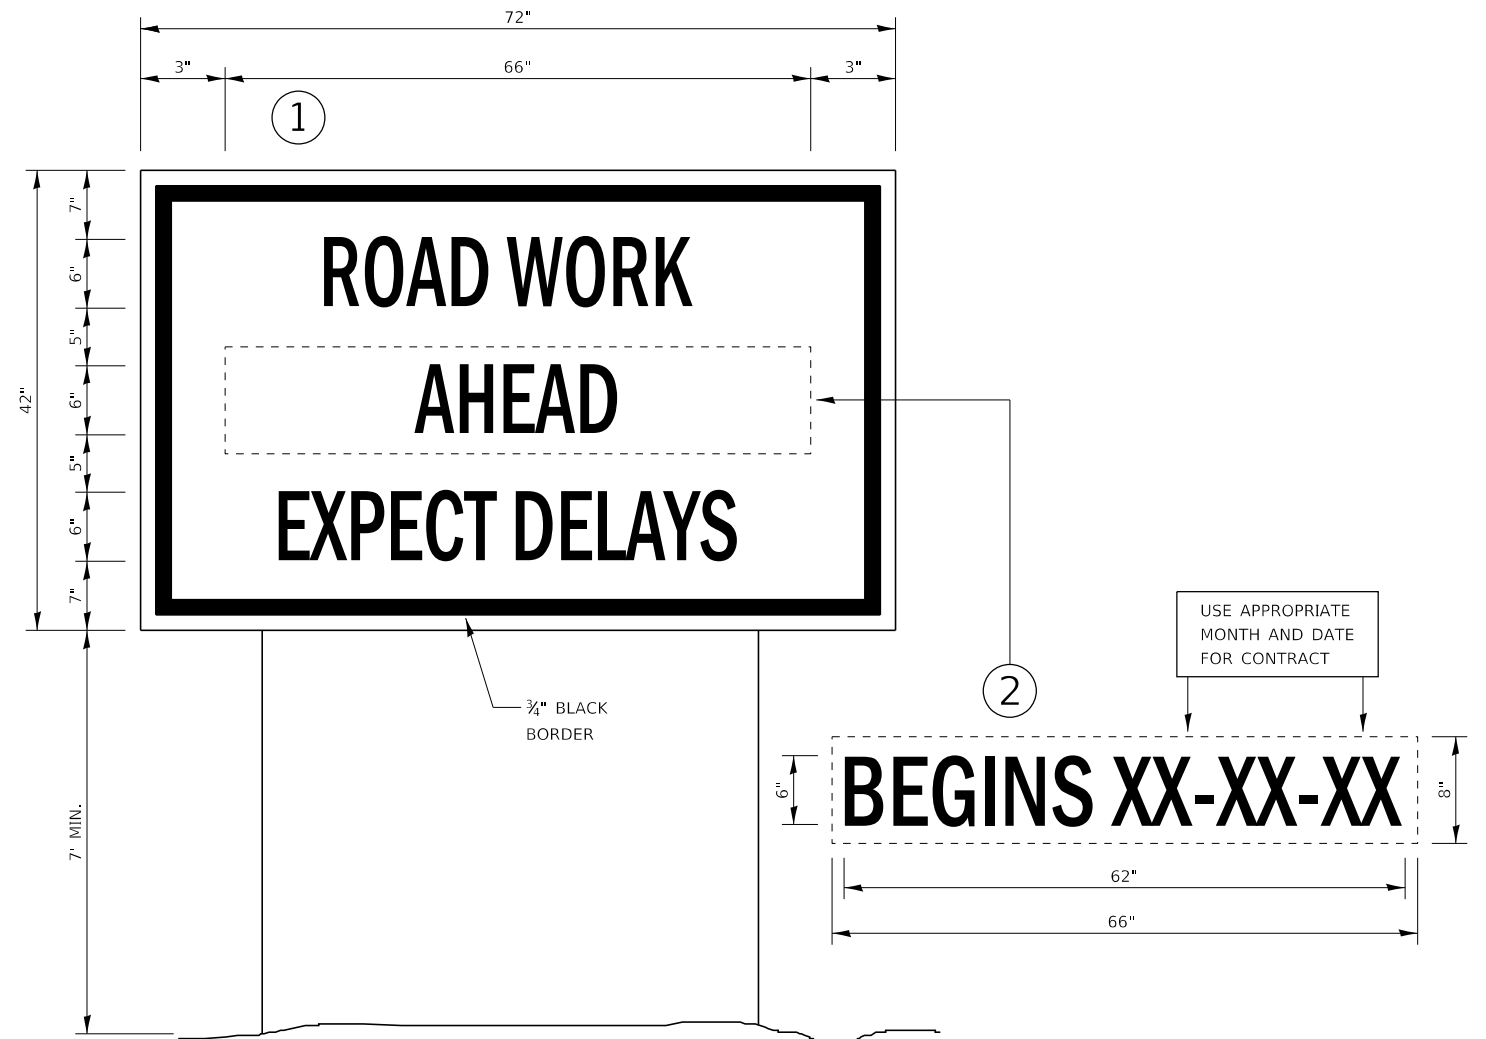 72"
3" 66" 3"
1
42"
7"
6"
5"
6"
5"
6"
7"
ROAD WORK
AHEAD
EXPECT DELAYS
¾" BLACK
BORDER
7' MIN.
2
USE APPROPRIATE
MONTH AND DATE
FOR CONTRACT
6"
BEGINS XX-XX-XX
8"
62"
66"